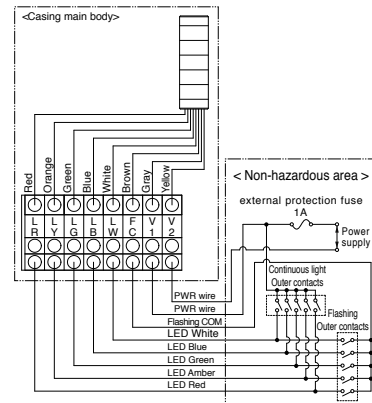 <Casing main body>
Red
Orange
Green
Blue
White
Brown
Gray
Yellow
L R
L Y
L G
L B
L W
F C
V 1
V 2
< Non-hazardous area >
external protection fuse
1A
Power
supply
Continuous light
Outer contacts
Flashing
Outer contacts
PWR wire
PWR wire
Flashing COM
LED White
LED Blue
LED Green
LED Amber
LED Red